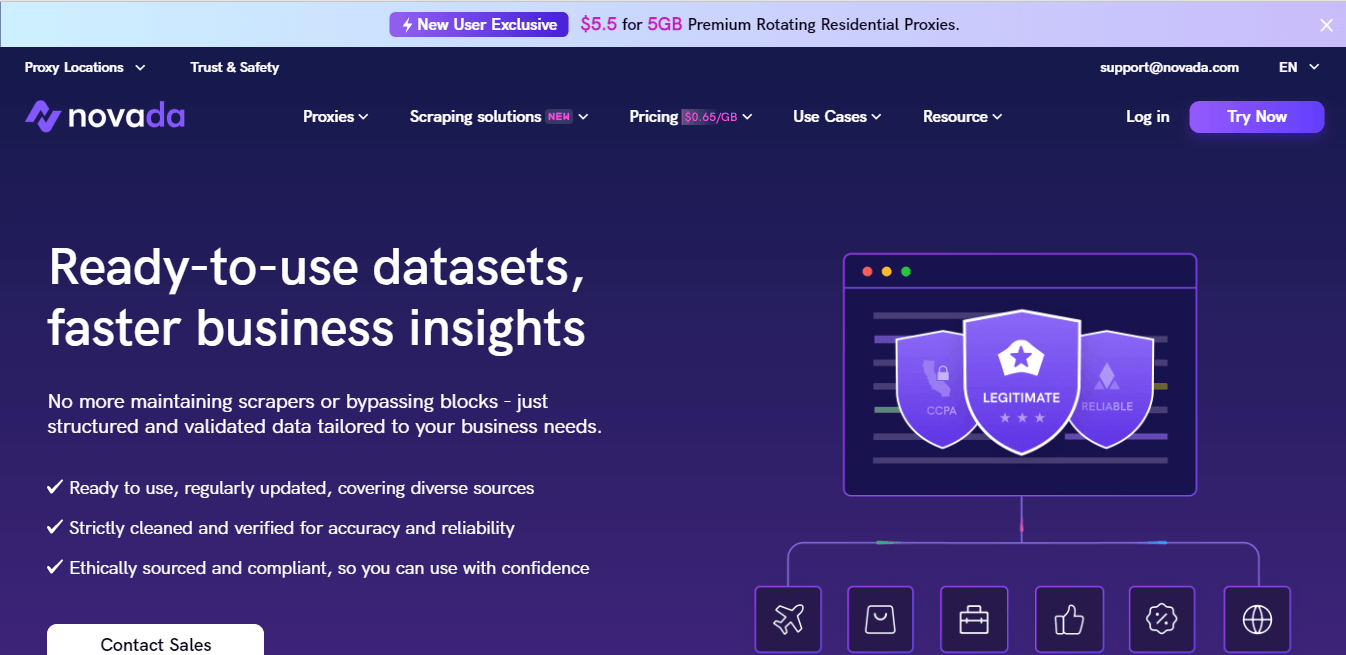 New User Exclusive $5.5 for 5GB Premium Rotating Residential Proxies.
Proxy Locations Trust & Safety support@novada.com EN
novada Proxies Scraping solutions NEW Pricing $0.65/GB Use Cases Resource Log in Try Now
Ready-to-use datasets,
faster business insights
No more maintaining scrapers or bypassing blocks - just
structured and validated data tailored to your business needs.
Ready to use, regularly updated, covering diverse sources
Strictly cleaned and verified for accuracy and reliability
Ethically sourced and compliant, so you can use with confidence
Contact Sales
CCPA
LEGITIMATE
RELIABLE